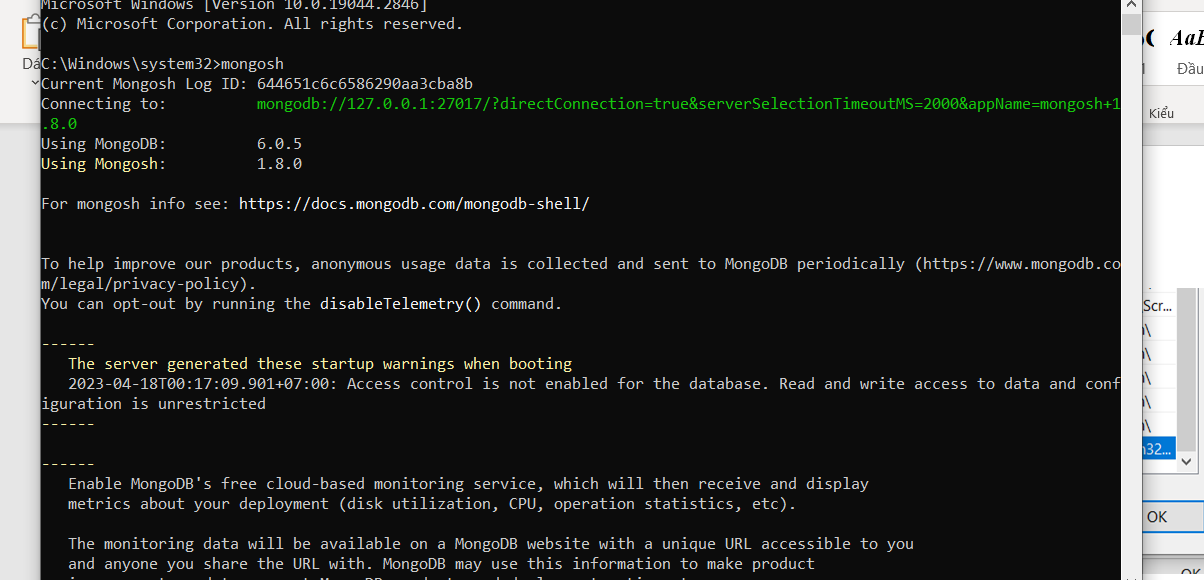 Microsoft Windows [Version 10.0.19044.2846]
(c) Microsoft Corporation. All rights reserved.
C:\Windows\system32>mongosh
Current Mongosh Log ID: 644651c6c6586290aa3cba8b
Connecting to: mongodb://127.0.0.1:27017/?directConnection=true&serverSelectionTimeoutMS=2000&appName=mongosh+1
.8.0
Using MongoDB: 6.0.5
Using Mongosh: 1.8.0
For mongosh info see: https://docs.mongodb.com/mongodb-shell/
To help improve our products, anonymous usage data is collected and sent to MongoDB periodically (https://www.mongodb.co
m/legal/privacy-policy).
You can opt-out by running the disableTelemetry() command.
------
The server generated these startup warnings when booting
2023-04-18T00:17:09.901+07:00: Access control is not enabled for the database. Read and write access to data and conf
iguration is unrestricted
------
------
Enable MongoDB's free cloud-based monitoring service, which will then receive and display
metrics about your deployment (disk utilization, CPU, operation statistics, etc).
The monitoring data will be available on a MongoDB website with a unique URL accessible to you
and anyone you share the URL with. MongoDB may use this information to make product
Dá
AaB
Đầu
Kiểu
Scr...
\
\
\
\
\
32...
OK
OK